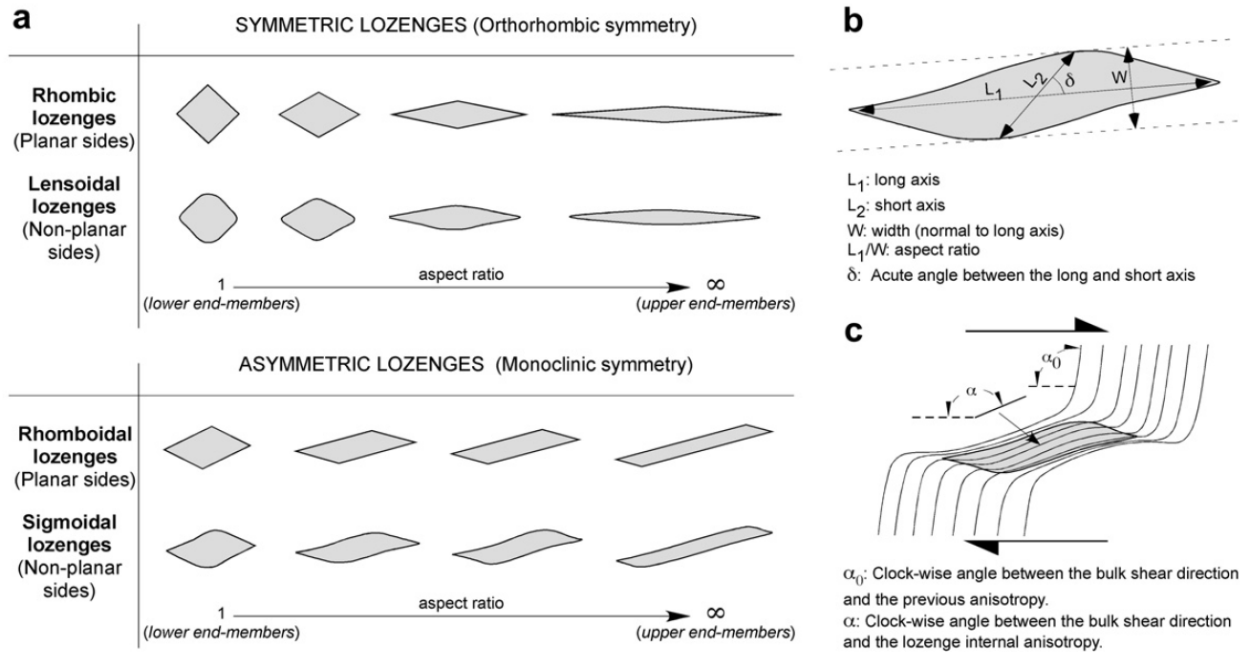 a
SYMMETRIC LOZENGES (Orthorhombic symmetry)
Rhombic
lozenges
(Planar sides)
Lensoidal
lozenges
(Non-planar
sides)
1
aspect ratio
∞
(lower end-members)
(upper end-members)
ASYMMETRIC LOZENGES (Monoclinic symmetry)
Rhomboidal
lozenges
(Planar sides)
Sigmoidal
lozenges
(Non-planar
sides)
1
aspect ratio
∞
(lower end-members)
(upper end-members)
b
L1
L2
δ
W
L1: long axis
L2: short axis
W: width (normal to long axis)
L1/W: aspect ratio
δ: Acute angle between the long and short axis
c
α0
α
α0: Clock-wise angle between the bulk shear direction
and the previous anisotropy.
α: Clock-wise angle between the bulk shear direction
and the lozenge internal anisotropy.